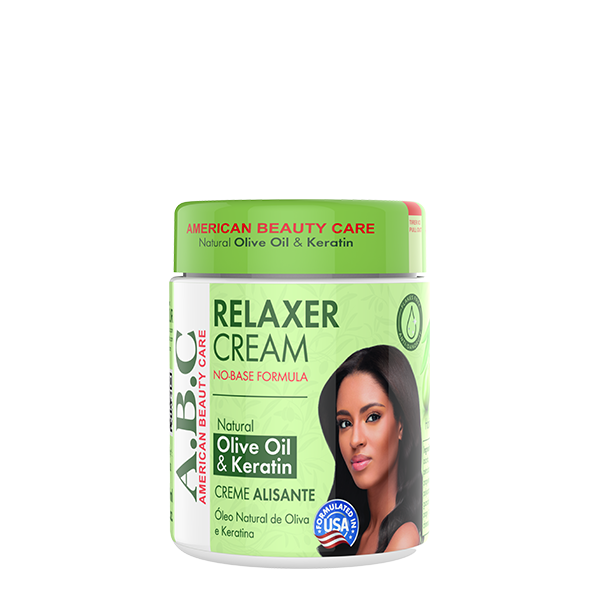 AMERICAN BEAUTY CARE
Natural Olive Oil & Keratin
A.B.C
AMERICAN BEAUTY CARE
RELAXER
CREAM
NO-BASE FORMULA
Natural
Olive Oil
& Keratin
CREME ALISANTE
Óleo Natural de Oliva
e Keratina
FORMULATED IN
USA